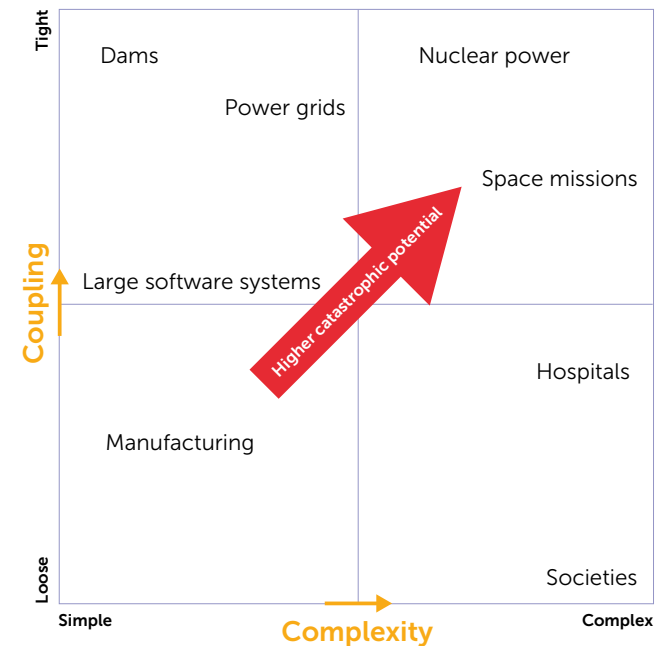 Tight
Dams
Nuclear power
Power grids
Space missions
Higher catastrophic potential
Coupling
Large software systems
Hospitals
Manufacturing
Loose
Societies
Simple
Complexity
Complex